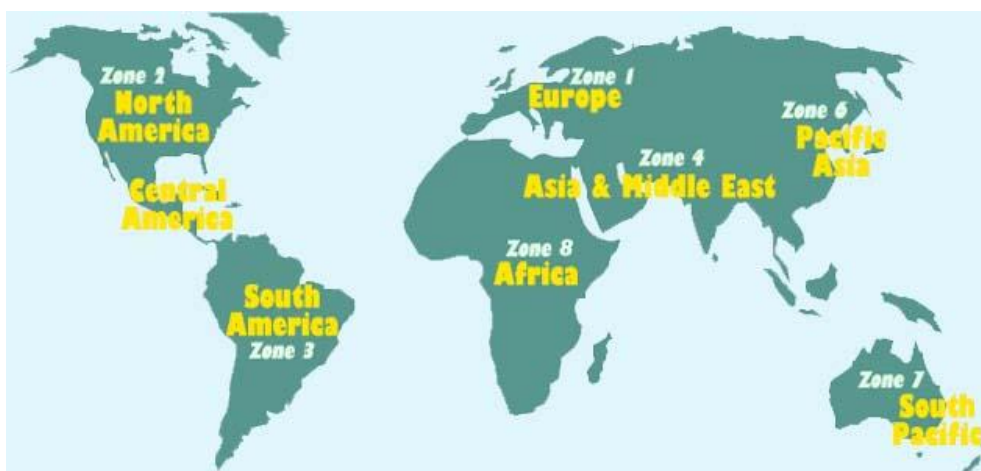 Zone 2
North
America
Central
America
South
America
Zone 3
Zone 1
Europe
Zone 4
Asia & Middle East
Zone 6
Pacific
Asia
Zone 8
Africa
Zone 7
South
Pacific